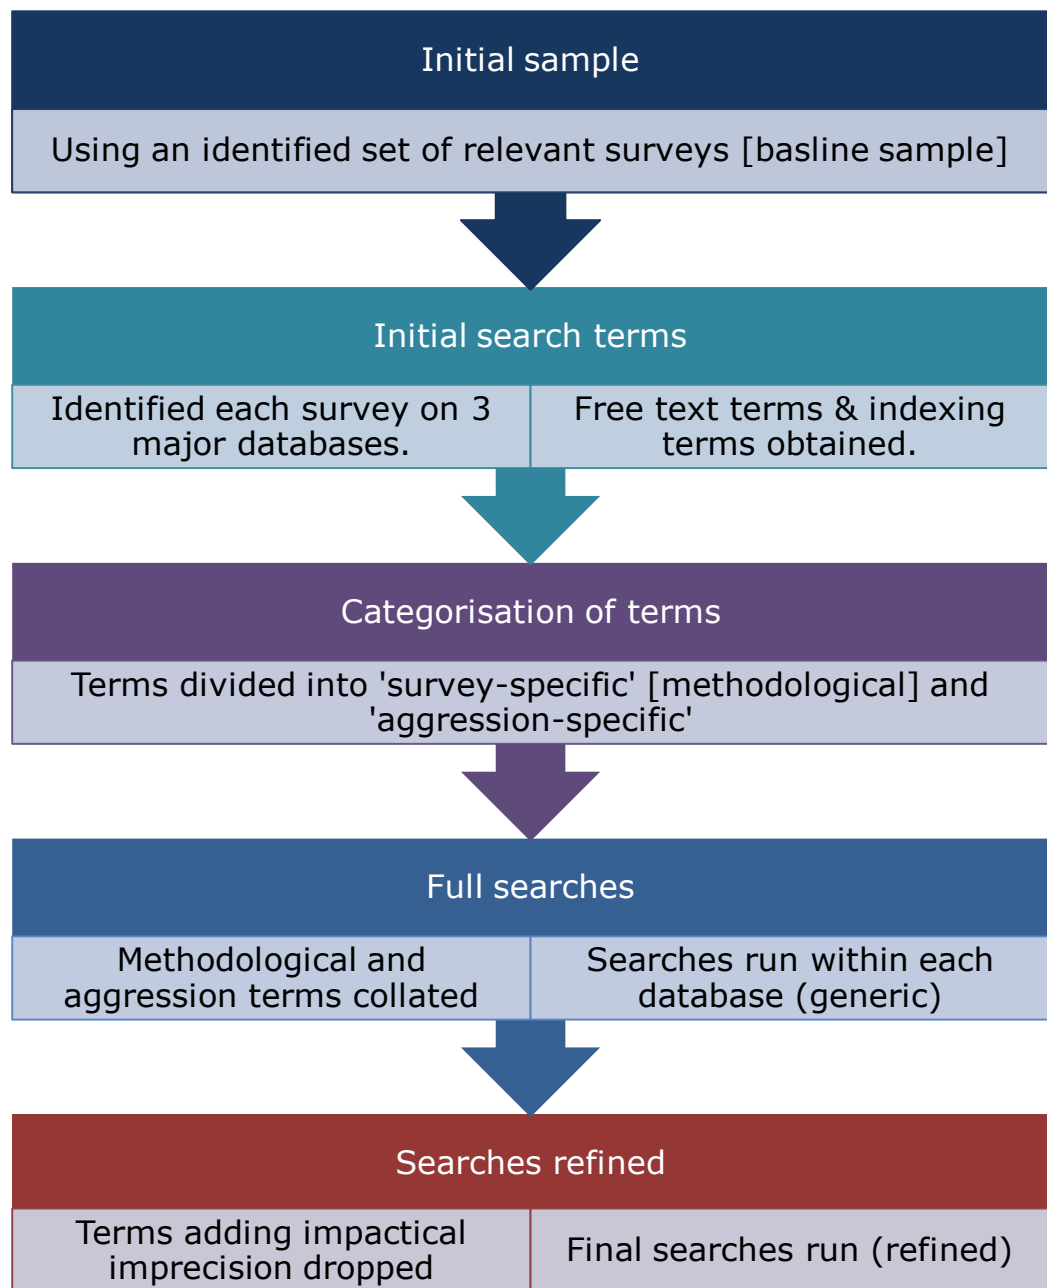 Initial sample
Using an identified set of relevant surveys [basline sample]
Initial search terms
Identified each survey on 3
major databases.
Free text terms & indexing
terms obtained.
Categorisation of terms
Terms divided into 'survey-specific' [methodological] and
'aggression-specific'
Full searches
Methodological and
aggression terms collated
Searches run within each
database (generic)
Searches refined
Terms adding impactical
imprecision dropped
Final searches run (refined)